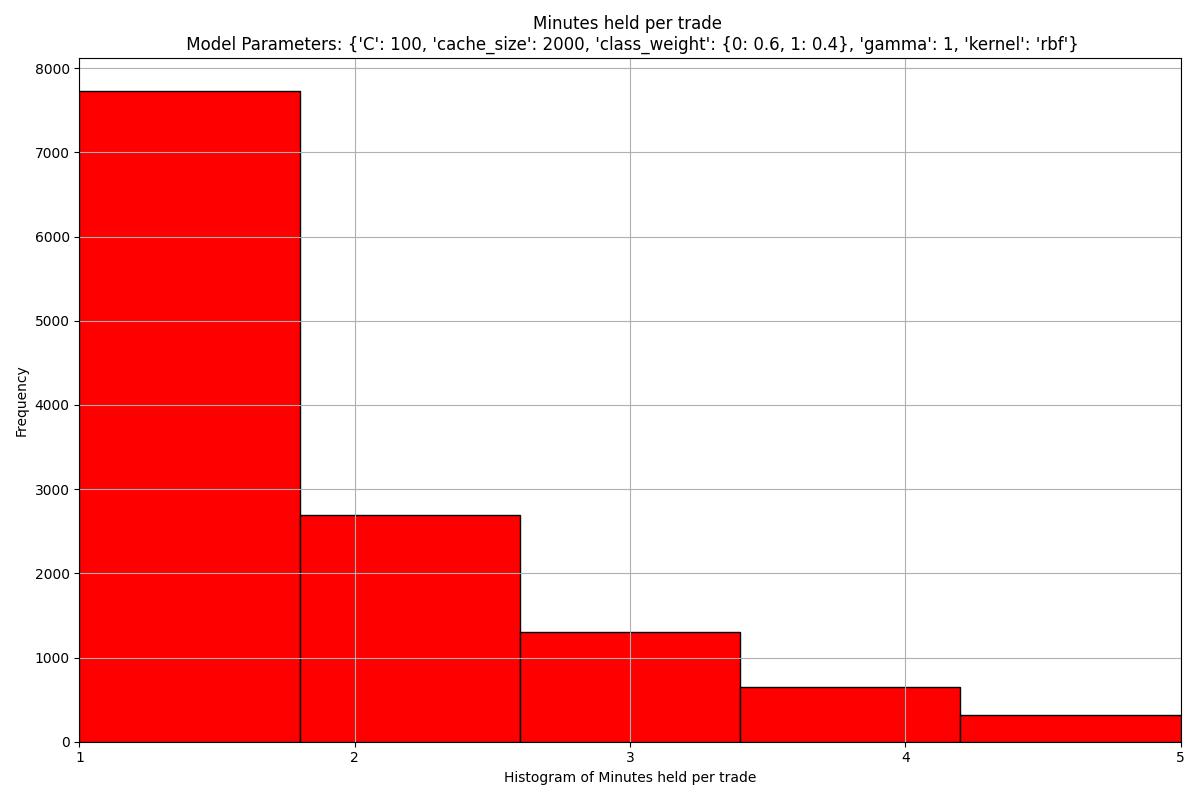 Minutes held per trade
Model Parameters: {'C': 100, 'cache_size': 2000, 'class_weight': {0: 0.6, 1: 0.4}, 'gamma': 1, 'kernel': 'rbf'}
8000
7000
6000
5000
4000
3000
2000
1000
0
Frequency
1 2 3 4 5
Histogram of Minutes held per trade